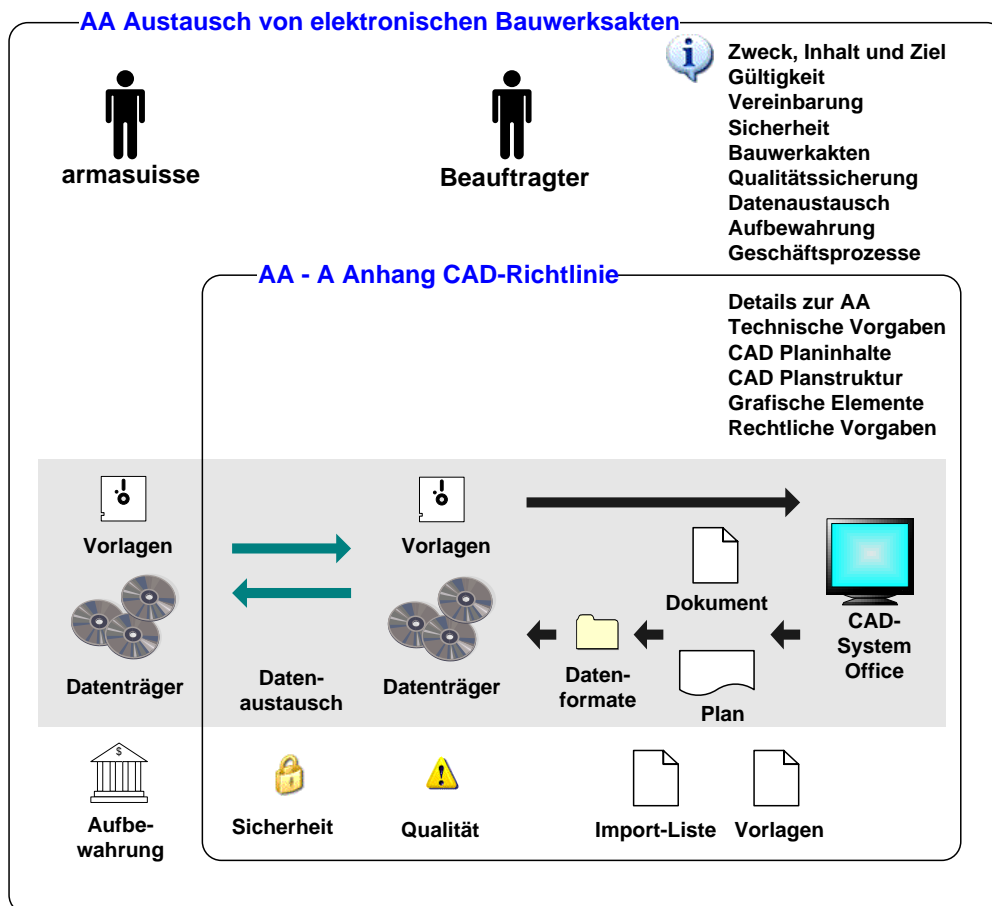 AA Austausch von elektronischen Bauwerksakten
Zweck, Inhalt und Ziel
Gültigkeit
Vereinbarung
Sicherheit
Bauwerkakten
Qualitätssicherung
Datenaustausch
Aufbewahrung
Geschäftsprozesse
armasuisse
Beauftragter
AA - A Anhang CAD-Richtlinie
Details zur AA
Technische Vorgaben
CAD Planinhalte
CAD Planstruktur
Grafische Elemente
Rechtliche Vorgaben
Vorlagen
Vorlagen
Dokument
CAD-
System
Office
Datenträger
Daten-
austausch
Datenträger
Daten-
formate
Plan
$
Aufbe-
wahrung
Sicherheit
Qualität
Import-Liste
Vorlagen